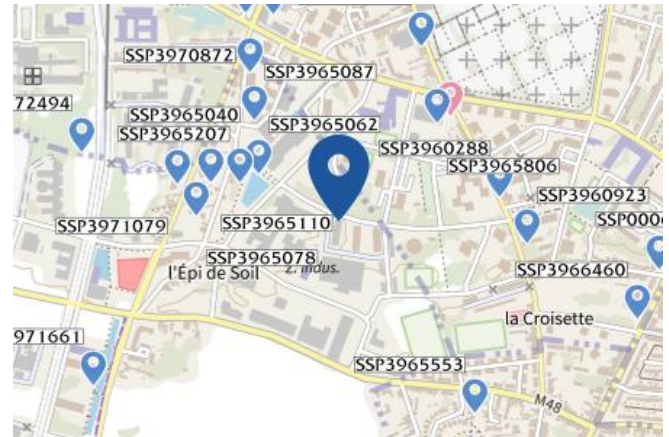 SSP3970872
SSP3965087
72494
SSP3965040
SSP3965062
SSP3965207
SSP3960288
SSP3965806
SSP3960923
SSP3971079
SSP3965110
SSP000
SSP3965078
l'Épi de Soil
Z. Indus.
SSP3966460
la Croisette
971661
SSP3965553
M48